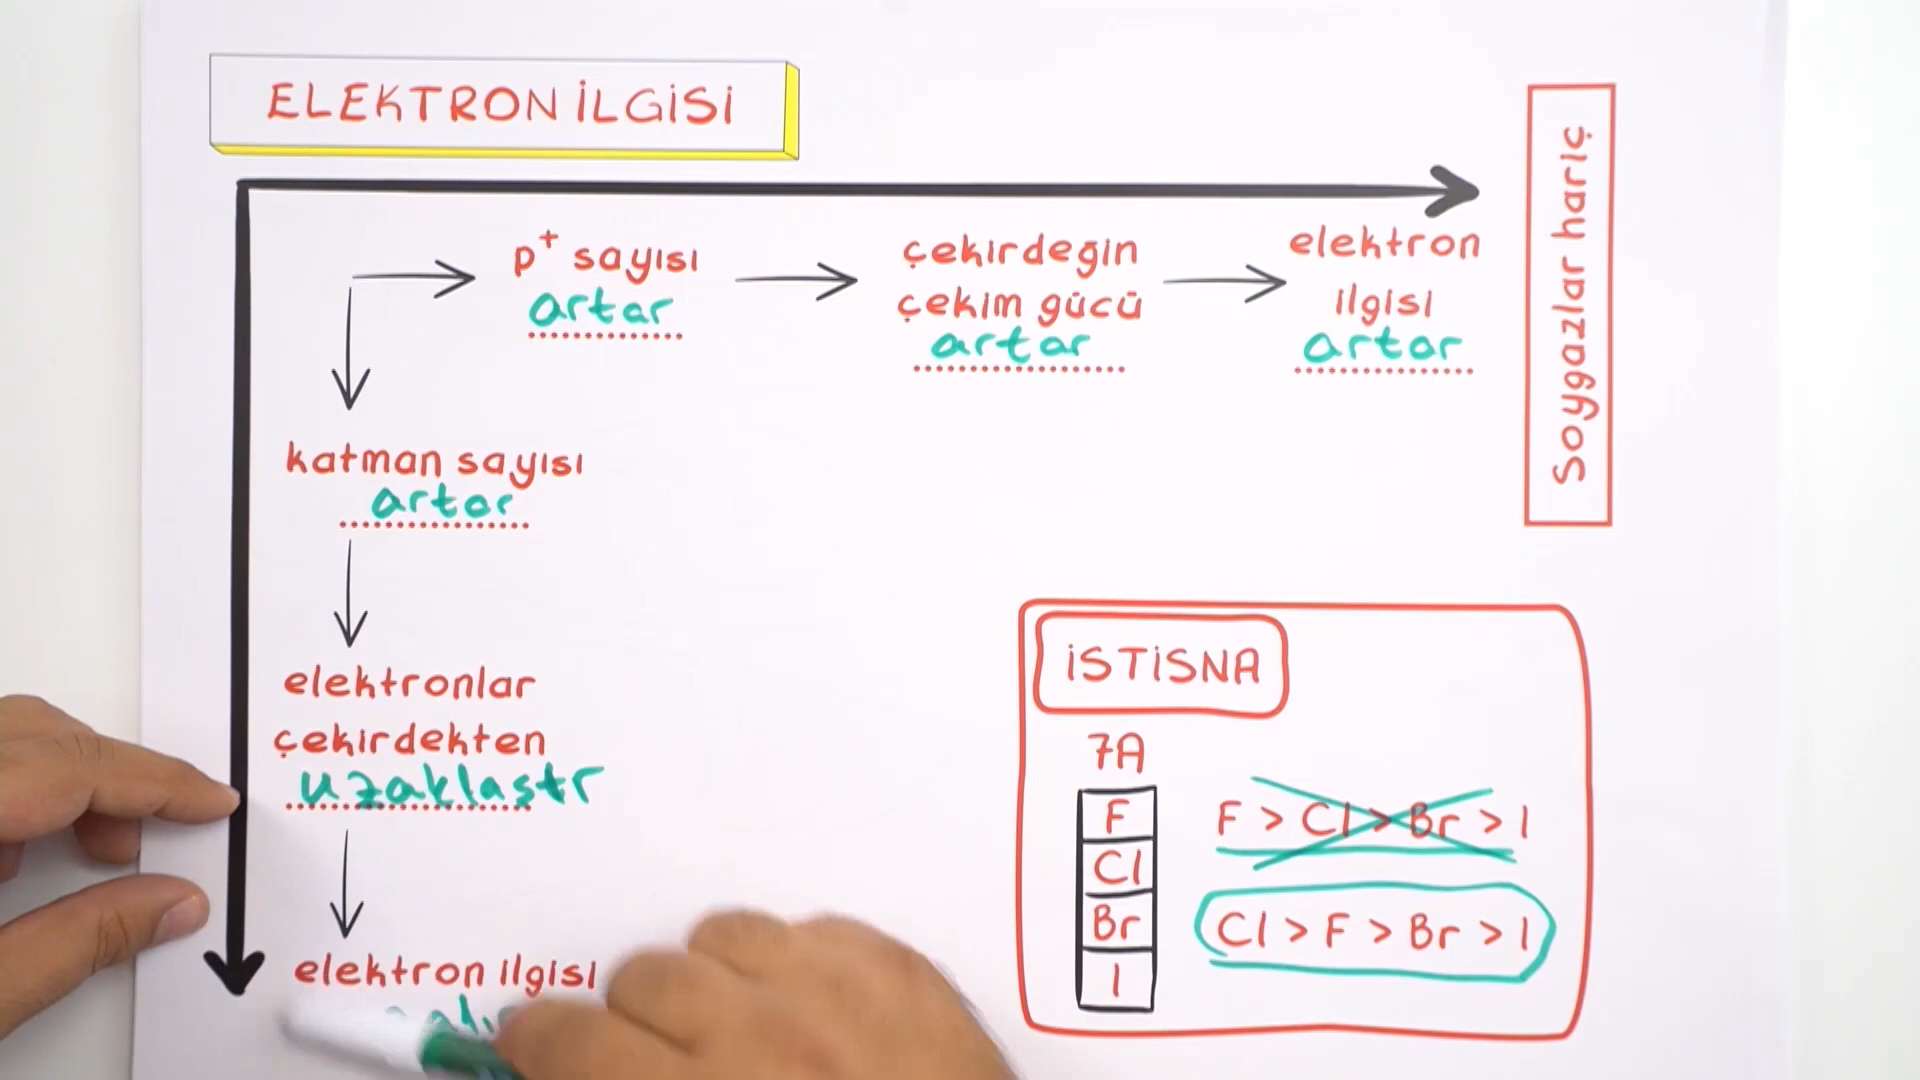 ELEKTRON İLGİSİ
p+ sayısı
artar
çekirdeğin
çekim gücü
artar
elektron
ilgisi
artar
Soygazlar hariç
katman sayısı
artar
elektronlar
çekirdekten
uzaklaştr
elektron ilgisi
İSTİSNA
7A
F
Cl
Br
I
F > Cl > Br > I
Cl > F > Br > I